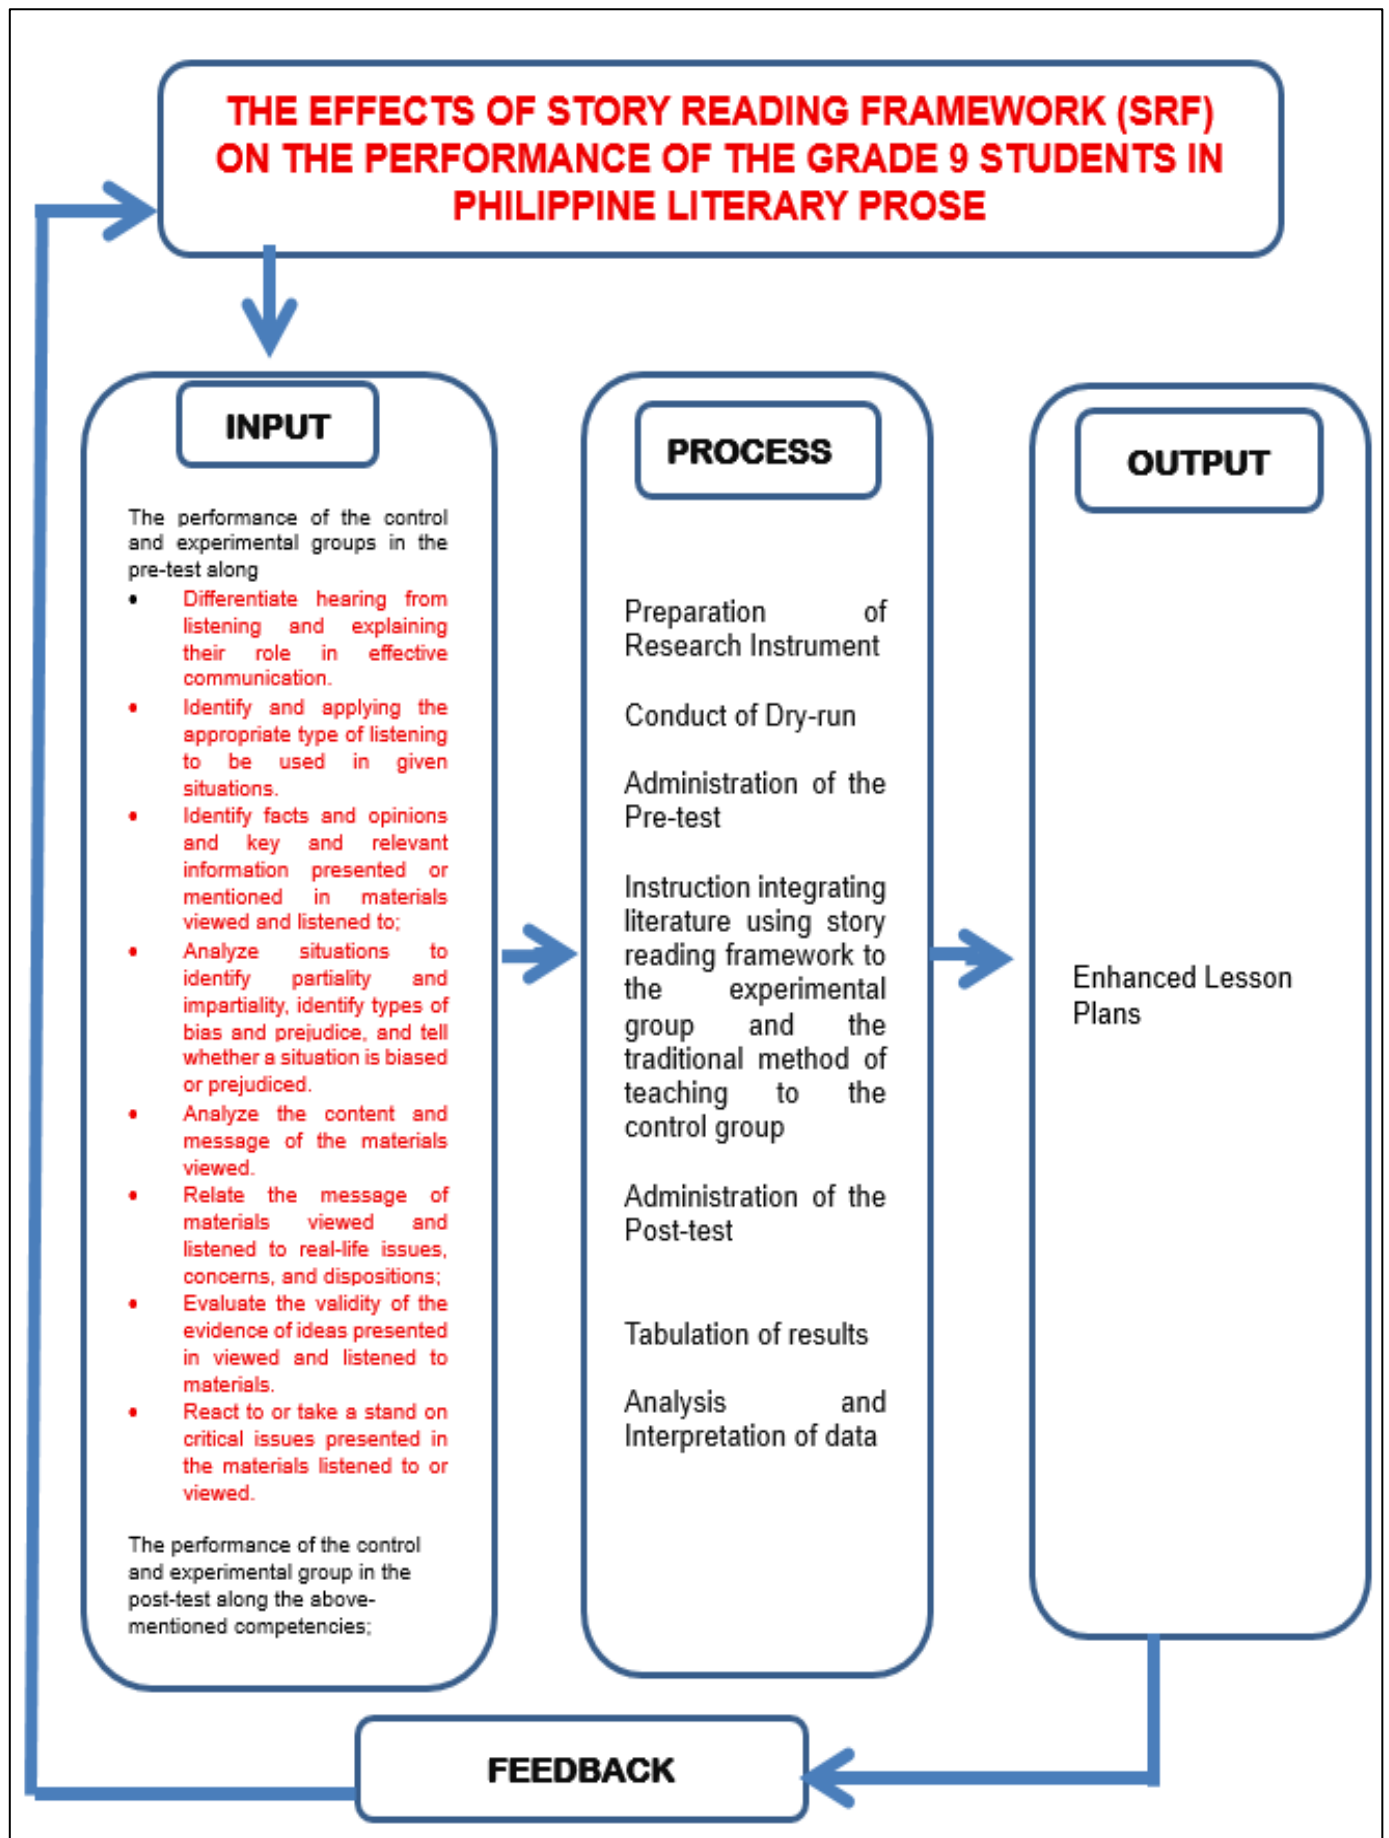 THE EFFECTS OF STORY READING FRAMEWORK (SRF)
ON THE PERFORMANCE OF THE GRADE 9 STUDENTS IN
PHILIPPINE LITERARY PROSE
INPUT
The performance of the control
and experimental groups in the
pre-test along
• Differentiate hearing from
listening and explaining
their role in effective
communication.
• Identify and applying the
appropriate type of listening
to be used in given
situations.
• Identify facts and opinions
and key and relevant
information presented or
mentioned in materials
viewed and listened to;
• Analyze situations to
identify partiality and
impartiality, identify types of
bias and prejudice, and tell
whether a situation is biased
or prejudiced.
• Analyze the content and
message of the materials
viewed.
• Relate the message of
materials viewed and
listened to real-life issues,
concerns, and dispositions;
• Evaluate the validity of the
evidence of ideas presented
in viewed and listened to
materials.
• React to or take a stand on
critical issues presented in
the materials listened to or
viewed.
The performance of the control
and experimental group in the
post-test along the above-
mentioned competencies;
PROCESS
Preparation of
Research Instrument
Conduct of Dry-run
Administration of the
Pre-test
Instruction integrating
literature using story
reading framework to
the experimental
group and the
traditional method of
teaching to the
control group
Administration of the
Post-test
Tabulation of results
Analysis and
Interpretation of data
OUTPUT
Enhanced Lesson
Plans
FEEDBACK